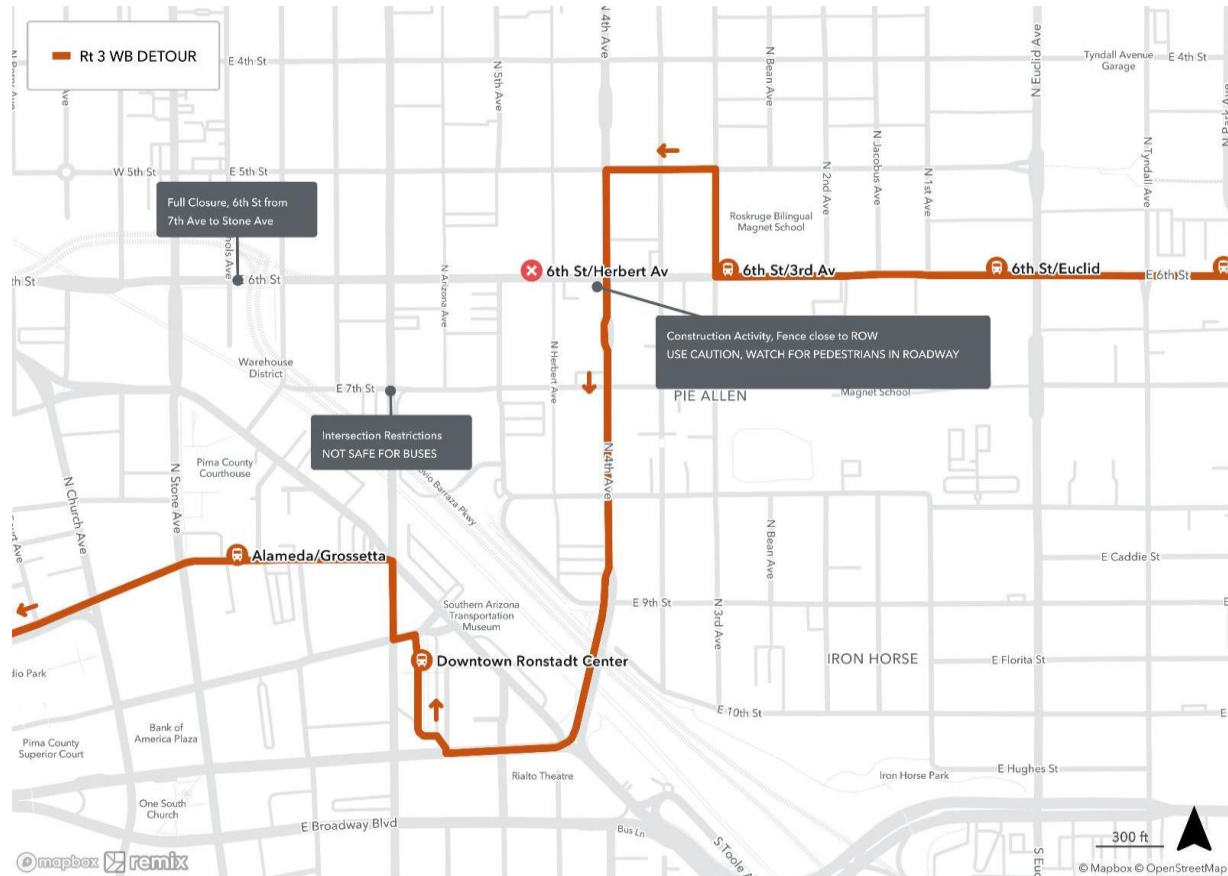 Rt 3 WB DETOUR
N 4th Ave
N Euclid Ave
N Bean Ave
Tyndall Avenue
Garage
E 4th St
E 4th St
N 5th Ave
N Jacobus Ave
N 1st Ave
N Tyndall Ave
N 2nd Ave
W 5th St
E 5th St
Full Closure, 6th St from
7th Ave to Stone Ave
Roskruge Bilingual
Magnet School
E 6th St
6th St/Herbert Av
6th St/3rd Av
6th St/Euclid
E 6th St
N Arizona Ave
Construction Activity, Fence close to ROW
USE CAUTION, WATCH FOR PEDESTRIANS IN ROADWAY
N Herbert Ave
Warehouse
District
E 7th St
PIE ALLEN
Magnet School
Intersection Restrictions
NOT SAFE FOR BUSES
Pima County
Courthouse
N Church Ave
N Stone Ave
Barraza Pkwy
N 4th Ave
N Bean Ave
Alameda/Grossetta
E Caddie St
Southern Arizona
Transportation
Museum
E 9th St
N 3rd Ave
Downtown Ronstadt Center
IRON HORSE
E Florita St
E 10th St
Bank of
America Plaza
Pima County
Superior Court
Rialto Theatre
Iron Horse Park
E Hughes St
One South
Church
E Broadway Blvd
Bus Ln
S Toole A
S Euc
300 ft
mapbox remix
© Mapbox © OpenStreetMap